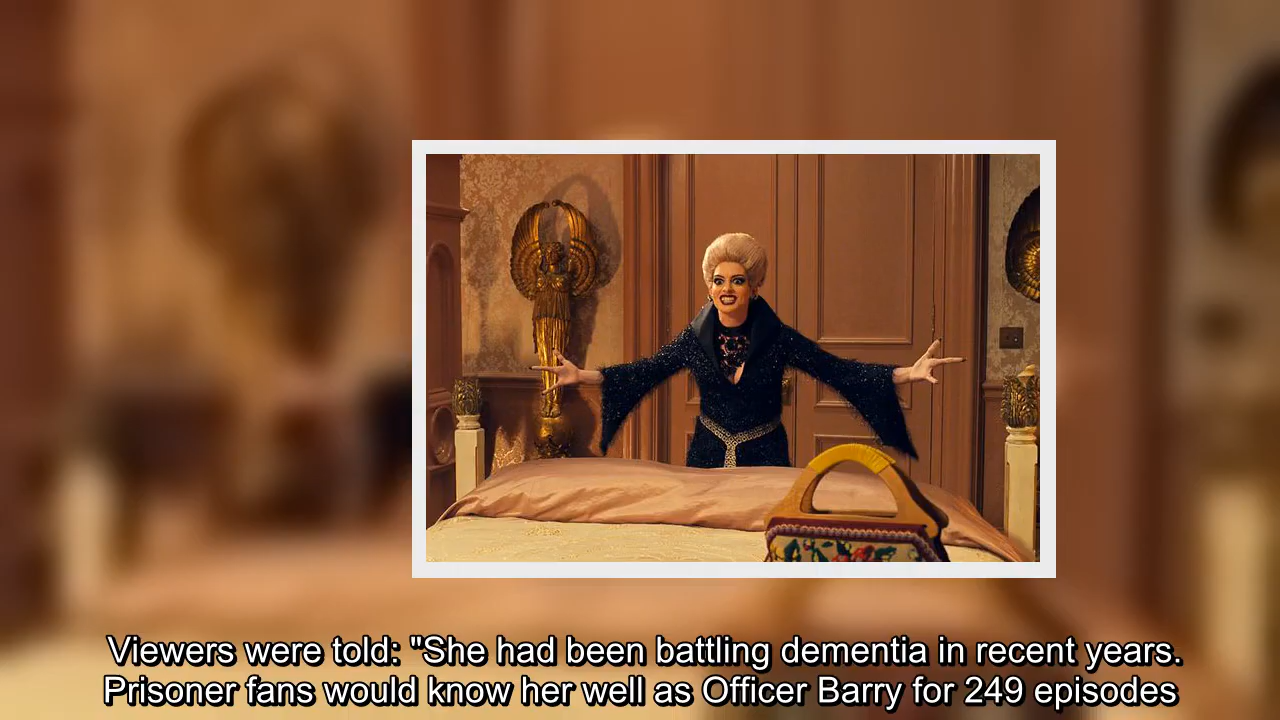 Viewers were told: "She had been battling dementia in recent years.
Prisoner fans would know her well as Officer Barry for 249 episodes